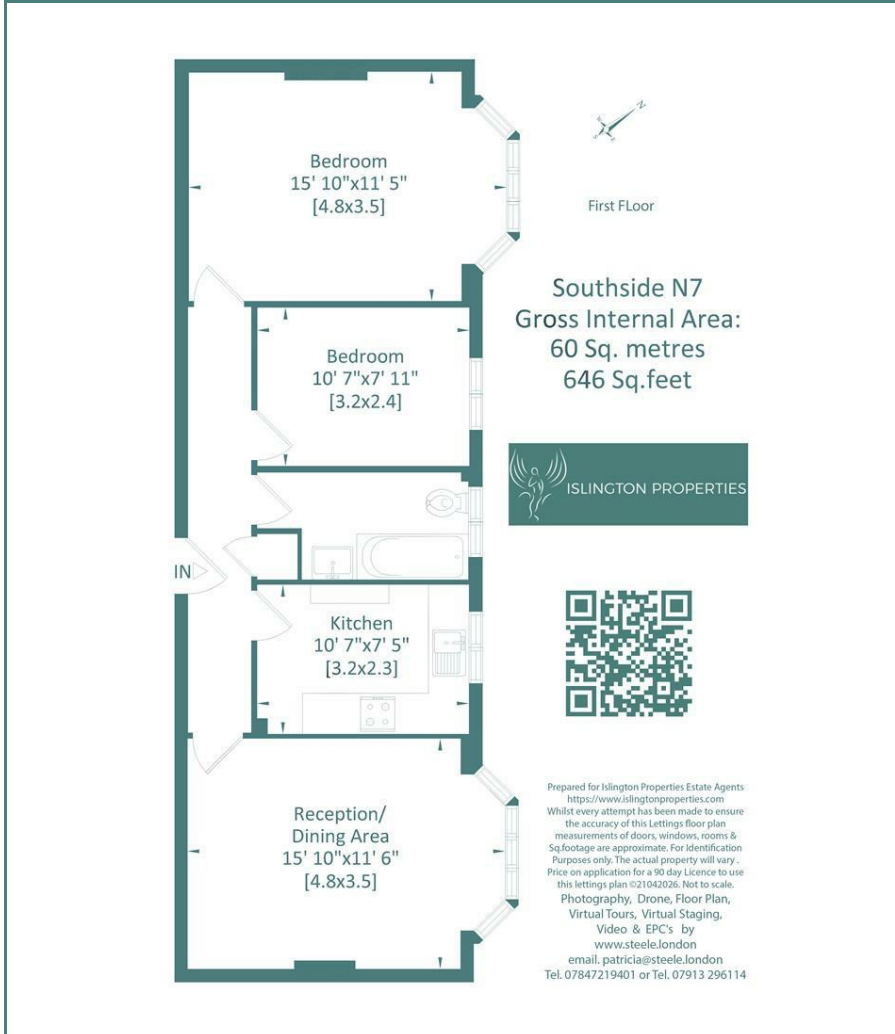 Bedroom
15' 10"x11' 5"
[4.8x3.5]
N
First FLoor
Southside N7
Gross Internal Area:
60 Sq. metres
646 Sq.feet
Bedroom
10' 7"x7' 11"
[3.2x2.4]
ISLINGTON PROPERTIES
IN
Kitchen
10' 7"x7' 5"
[3.2x2.3]
Reception/
Dining Area
15' 10"x11' 6"
[4.8x3.5]
Prepared for Islington Properties Estate Agents
https://www.islingtonproperties.com
Whilst every attempt has been made to ensure
the accuracy of this Lettings floor plan
measurements of doors, windows, rooms &
Sq.footage are approximate. For Identification
Purposes only. The actual property will vary .
Price on application for a 90 day Licence to use
this lettings plan ©21042026. Not to scale.
Photography, Drone, Floor Plan,
Virtual Tours, Virtual Staging,
Video & EPC's by
www.steele.london
email. patricia@steele.london
Tel. 07847219401 or Tel. 07913 296114